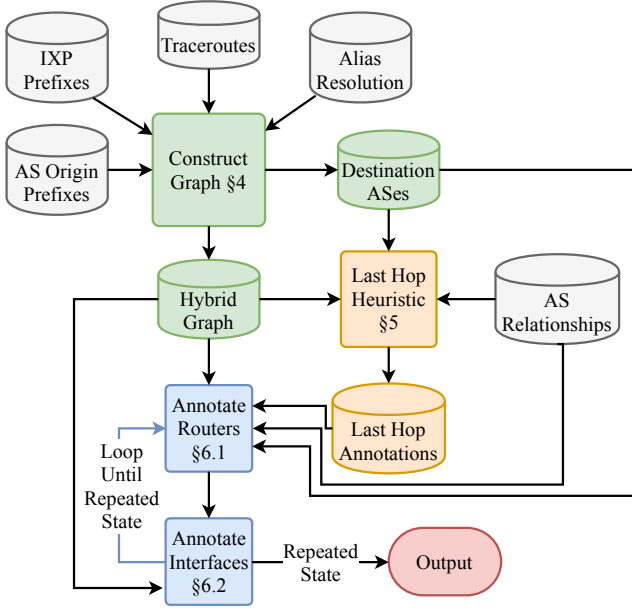 IXP
Prefixes
Traceroutes
Alias
Resolution
AS Origin
Prefixes
Construct
Graph §4
Destination
ASes
Hybrid
Graph
Last Hop
Heuristic
§5
AS
Relationships
Annotate
Routers
§6.1
Last Hop
Annotations
Loop
Until
Repeated
State
Annotate
Interfaces
§6.2
Repeated
State
Output